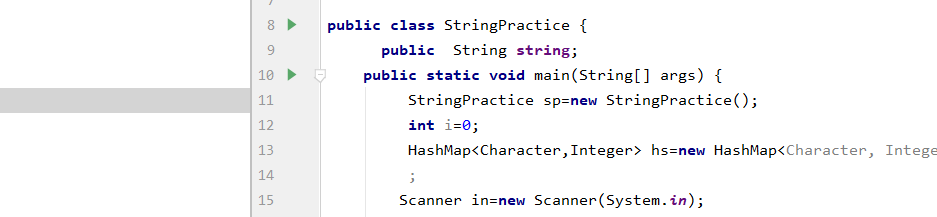 8 public class StringPractice {
9 public String string;
10 public static void main(String[] args) {
11 StringPractice sp=new StringPractice();
12 int i=0;
13 HashMap<Character,Integer> hs=new HashMap<Character, Intege
14 ;
15 Scanner in=new Scanner(System.in);